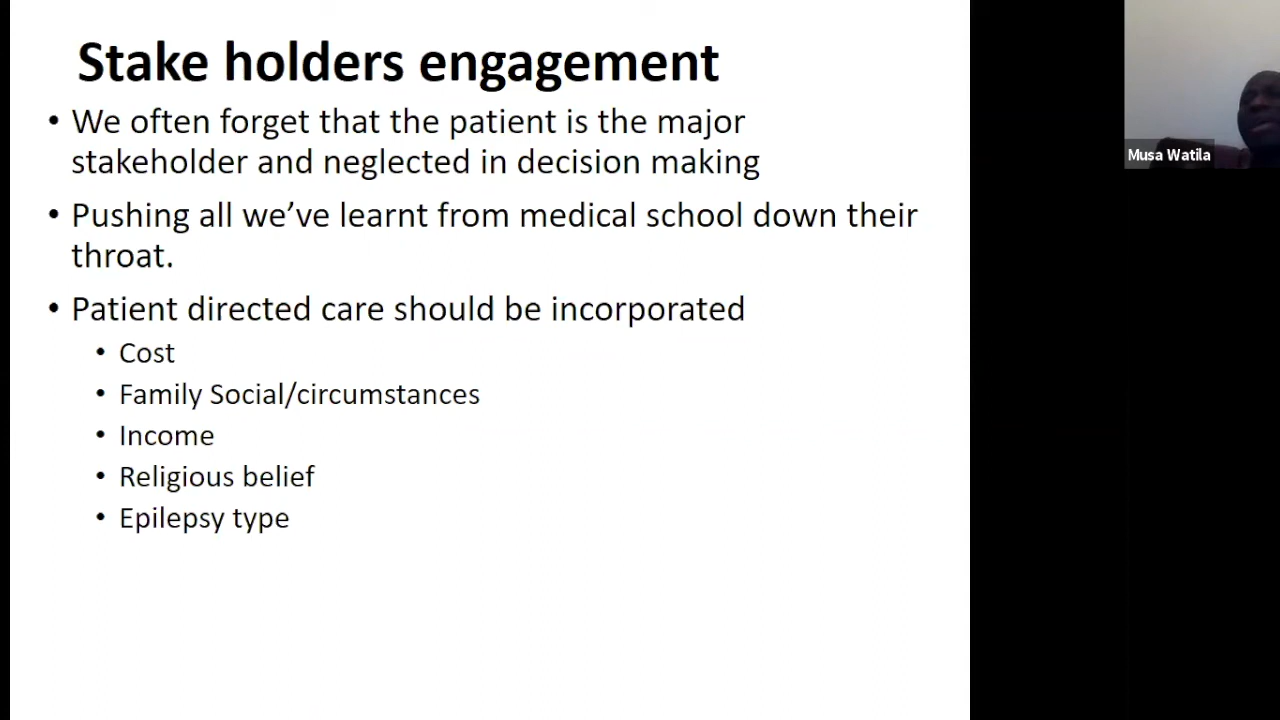 Stake holders engagement
• We often forget that the patient is the major
stakeholder and neglected in decision making
• Pushing all we’ve learnt from medical school down their
throat.
• Patient directed care should be incorporated
• Cost
• Family Social/circumstances
• Income
• Religious belief
• Epilepsy type
Musa Watila